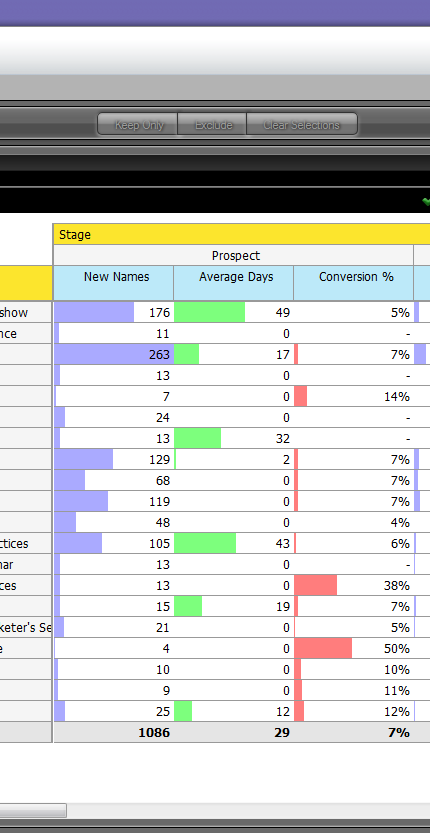 Keep Only Exclude Clear Selections
Stage
Prospect
New Names Average Days Conversion %
show 176 49 5%
nce 11 0 -
263 17 7%
13 0 -
7 0 14%
24 0 -
13 32 -
129 2 7%
68 0 7%
119 0 7%
48 0 4%
ctices 105 43 6%
nar 13 0 -
ces 13 0 38%
15 19 7%
keter's Se 21 0 5%
e 4 0 50%
10 0 10%
9 0 11%
25 12 12%
1086 29 7%